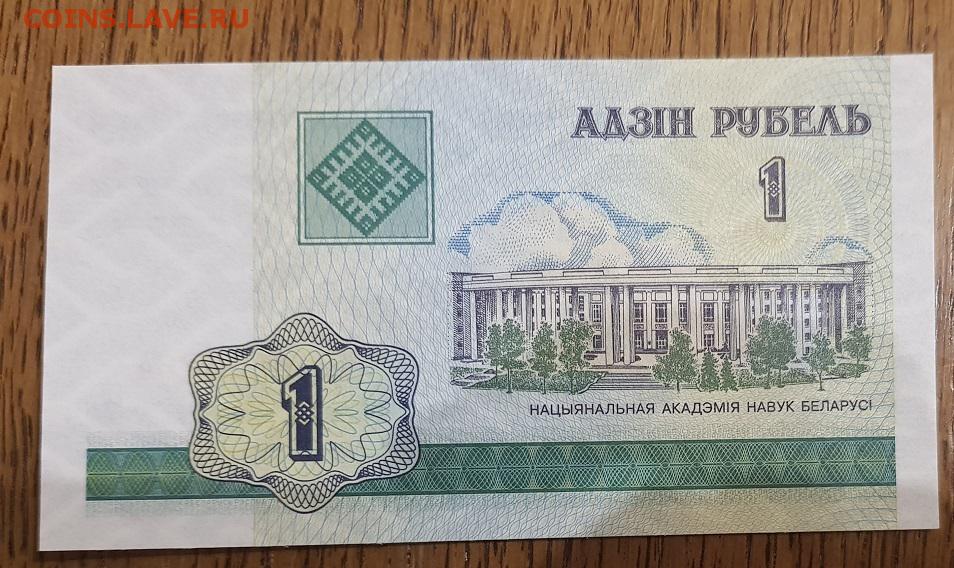 COINS.LAVE.RU
АДЗІН РУБЕЛЬ
1
НАЦЫЯНАЛЬНАЯ АКАДЭМІЯ НАВУК БЕЛАРУСІ
1